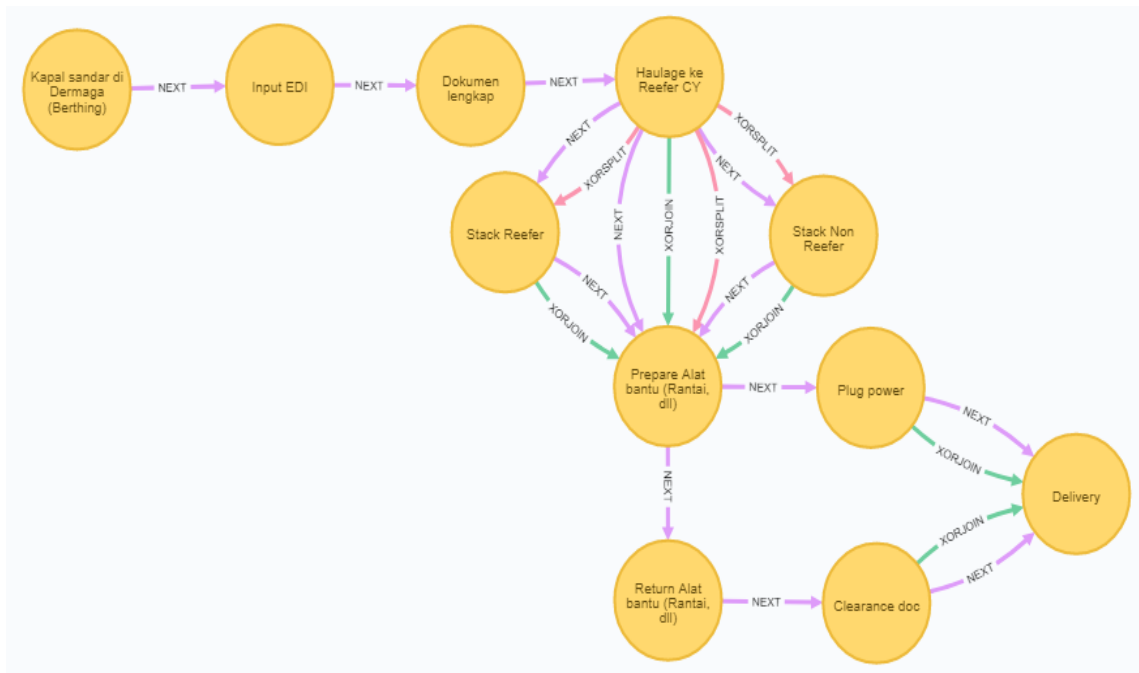 Kapal sandar di
Dermaga
(Berthing)
NEXT
Input EDI
NEXT
Dokumen
lengkap
NEXT
Haulage ke
Reefer CY
NEXT
XORSPLIT
NEXT
XORJOIN
XORSPLIT
NEXT
XORSPLIT
Stack Reefer
Stack Non
Reefer
NEXT
XORJOIN
NEXT
XORJOIN
Prepare Alat
bantu (Rantai,
dll)
NEXT
Plug power
NEXT
XORJOIN
Delivery
NEXT
Return Alat
bantu (Rantai,
dll)
NEXT
Clearance doc
XORJOIN
NEXT